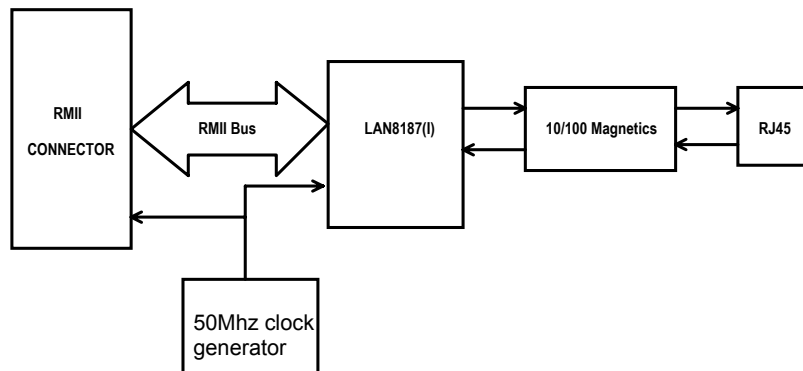 RMII
CONNECTOR
RMII Bus
LAN8187(I)
10/100 Magnetics
RJ45
50Mhz clock
generator